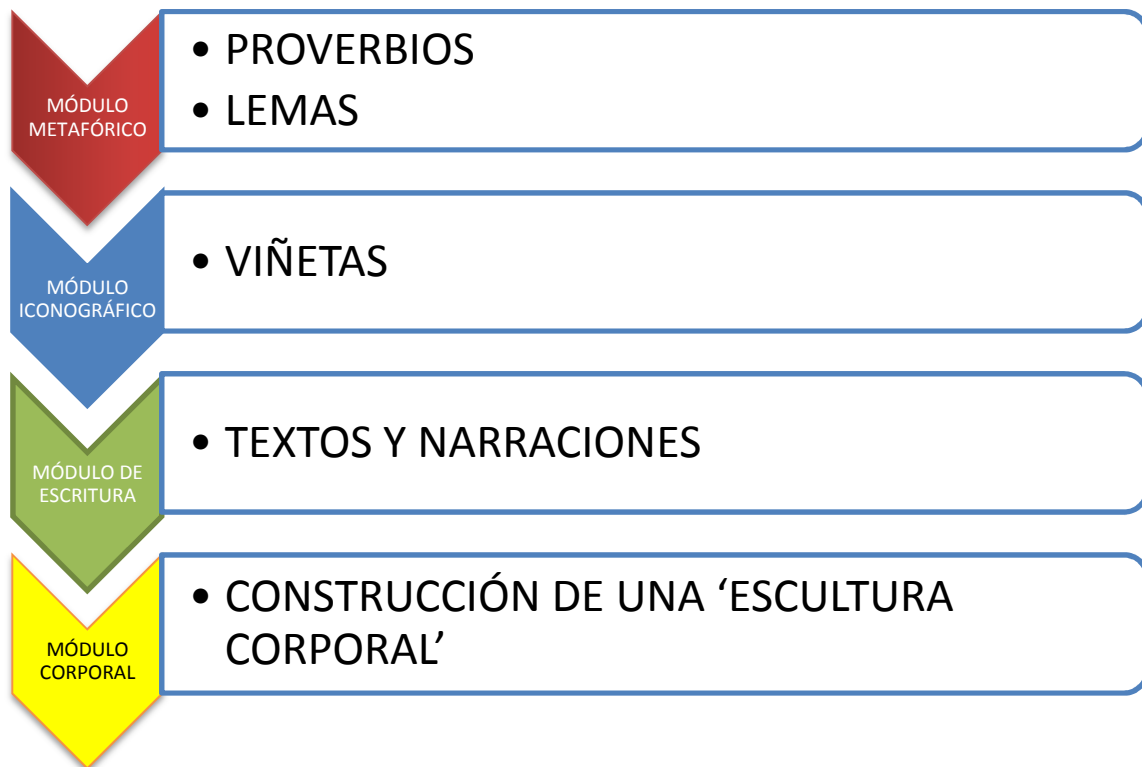 MÓDULO
METAFÓRICO
• PROVERBIOS
• LEMAS
MÓDULO
ICONOGRÁFICO
• VIÑETAS
MÓDULO DE
ESCRITURA
• TEXTOS Y NARRACIONES
MÓDULO
CORPORAL
• CONSTRUCCIÓN DE UNA ‘ESCULTURA
CORPORAL’